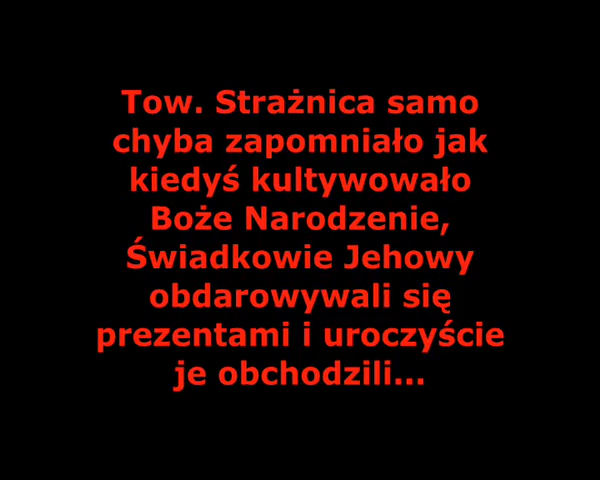 Tow. Strażnica samo
chyba zapomniało jak
kiedyś kultywowało
Boże Narodzenie,
Świadkowie Jehowy
obdarowywali się
prezentami i uroczyście
je obchodzili...